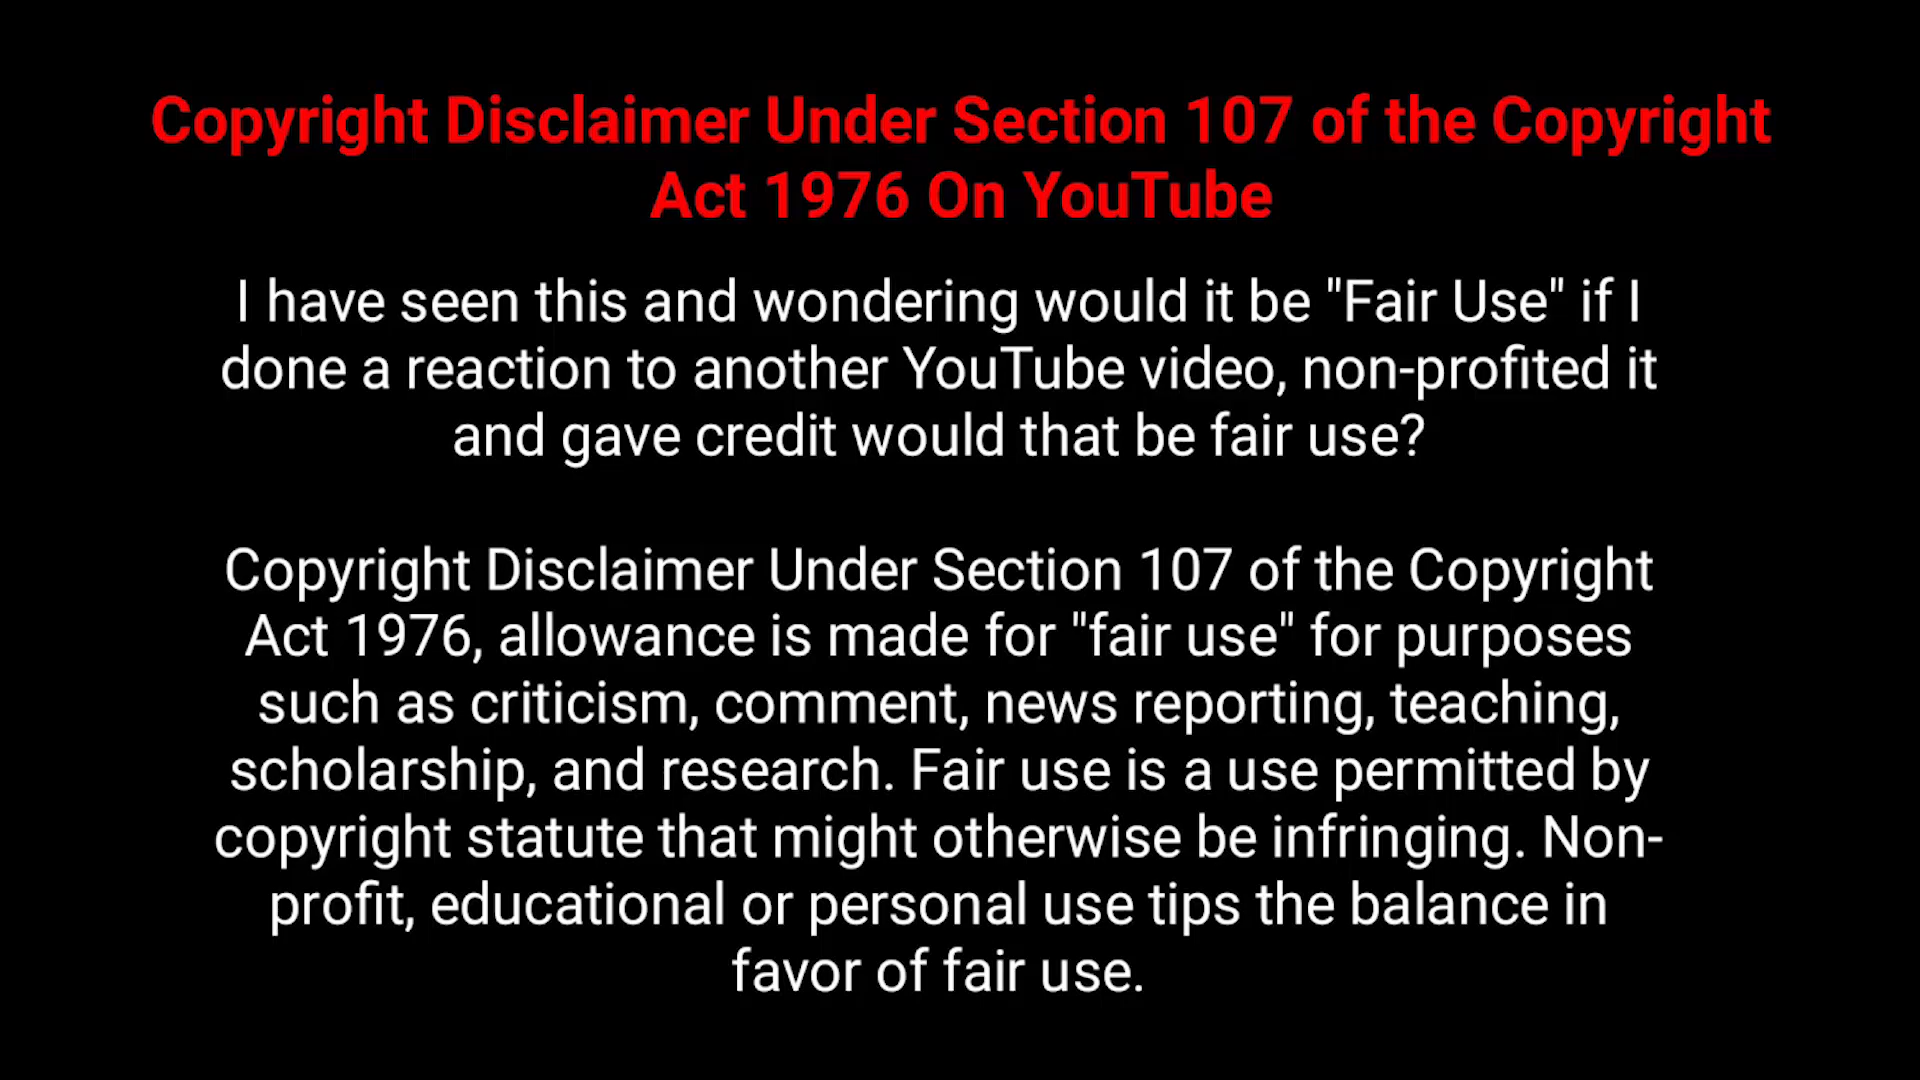 Copyright Disclaimer Under Section 107 of the Copyright
Act 1976 On YouTube
I have seen this and wondering would it be "Fair Use" if I
done a reaction to another YouTube video, non-profited it
and gave credit would that be fair use?
Copyright Disclaimer Under Section 107 of the Copyright
Act 1976, allowance is made for "fair use" for purposes
such as criticism, comment, news reporting, teaching,
scholarship, and research. Fair use is a use permitted by
copyright statute that might otherwise be infringing. Non-
profit, educational or personal use tips the balance in
favor of fair use.